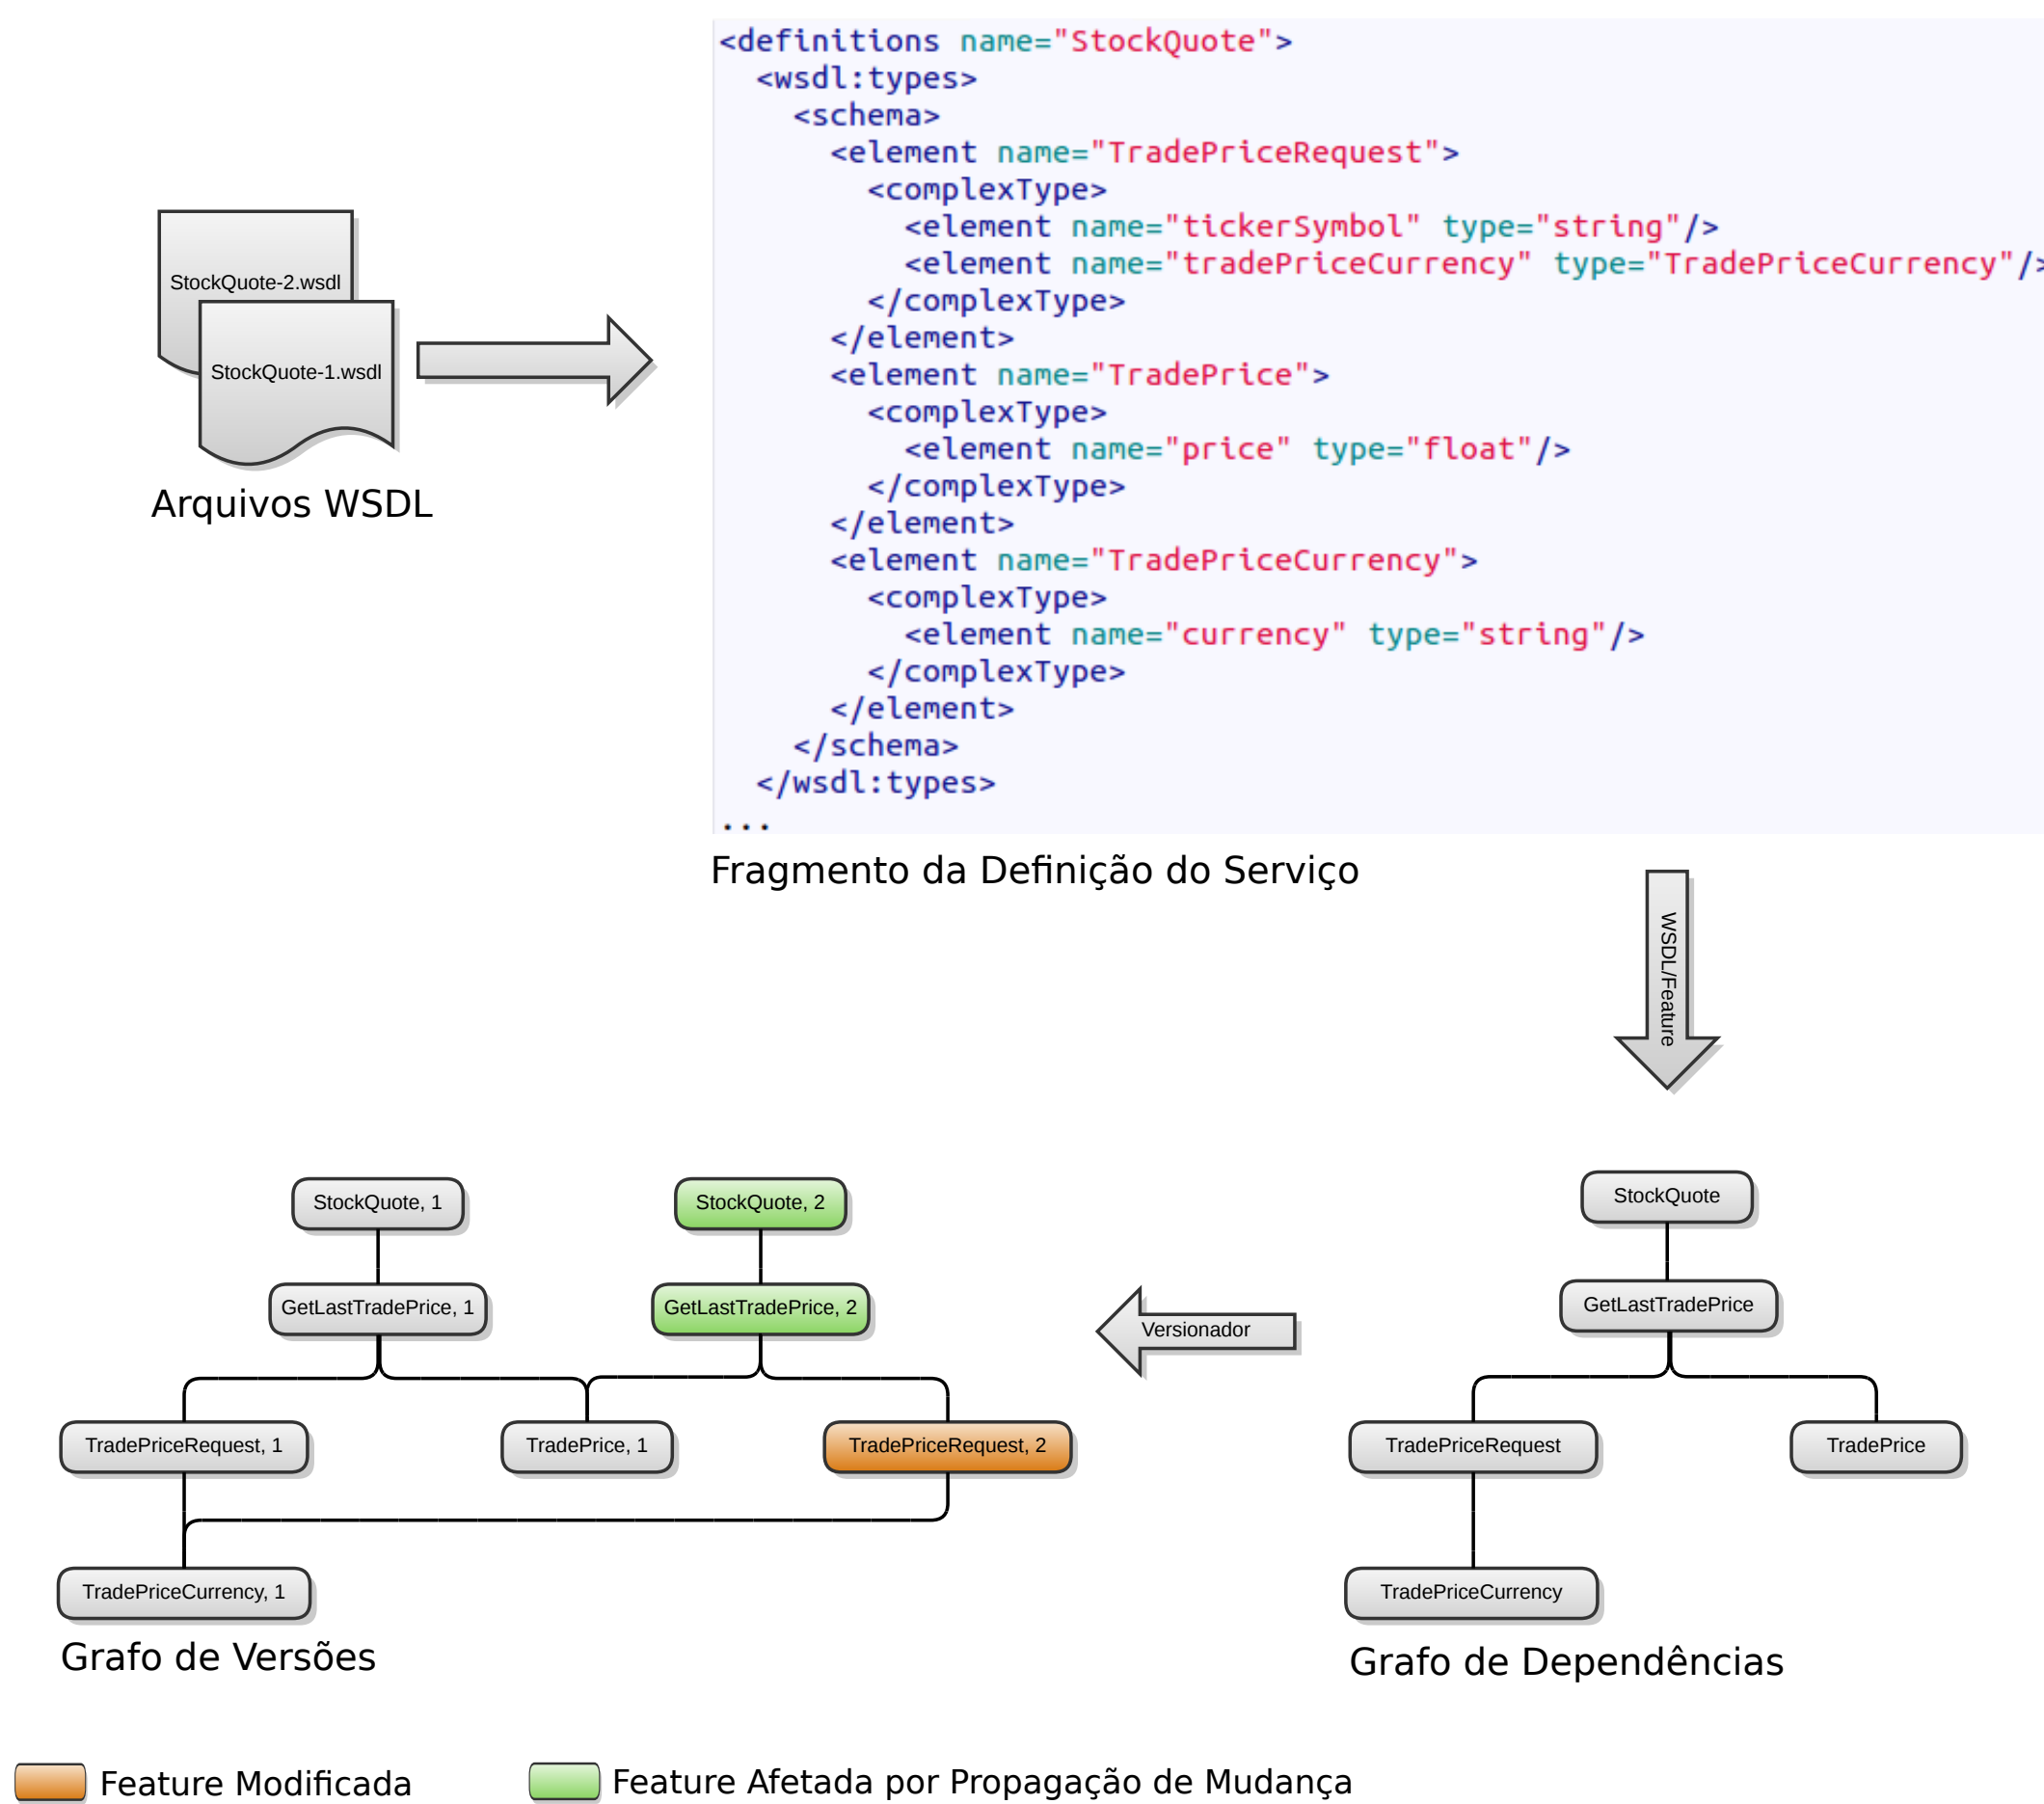 <definitions name="StockQuote">
<wsdl:types>
<schema>
<element name="TradePriceRequest">
<complexType>
<element name="tickerSymbol" type="string"/>
<element name="tradePriceCurrency" type="TradePriceCurrency"/>
</complexType>
</element>
<element name="TradePrice">
<complexType>
<element name="price" type="float"/>
</complexType>
</element>
<element name="TradePriceCurrency">
<complexType>
<element name="currency" type="string"/>
</complexType>
</element>
</schema>
</wsdl:types>
...
StockQuote-2.wsdl
StockQuote-1.wsdl
Arquivos WSDL
Fragmento da Definição do Serviço
WSDL/Feature
StockQuote
GetLastTradePrice
TradePriceRequest
TradePrice
TradePriceCurrency
Grafo de Dependências
Versionador
StockQuote, 1
StockQuote, 2
GetLastTradePrice, 1
GetLastTradePrice, 2
TradePriceRequest, 1
TradePrice, 1
TradePriceRequest, 2
TradePriceCurrency, 1
Grafo de Versões
Feature Modificada
Feature Afetada por Propagação de Mudança